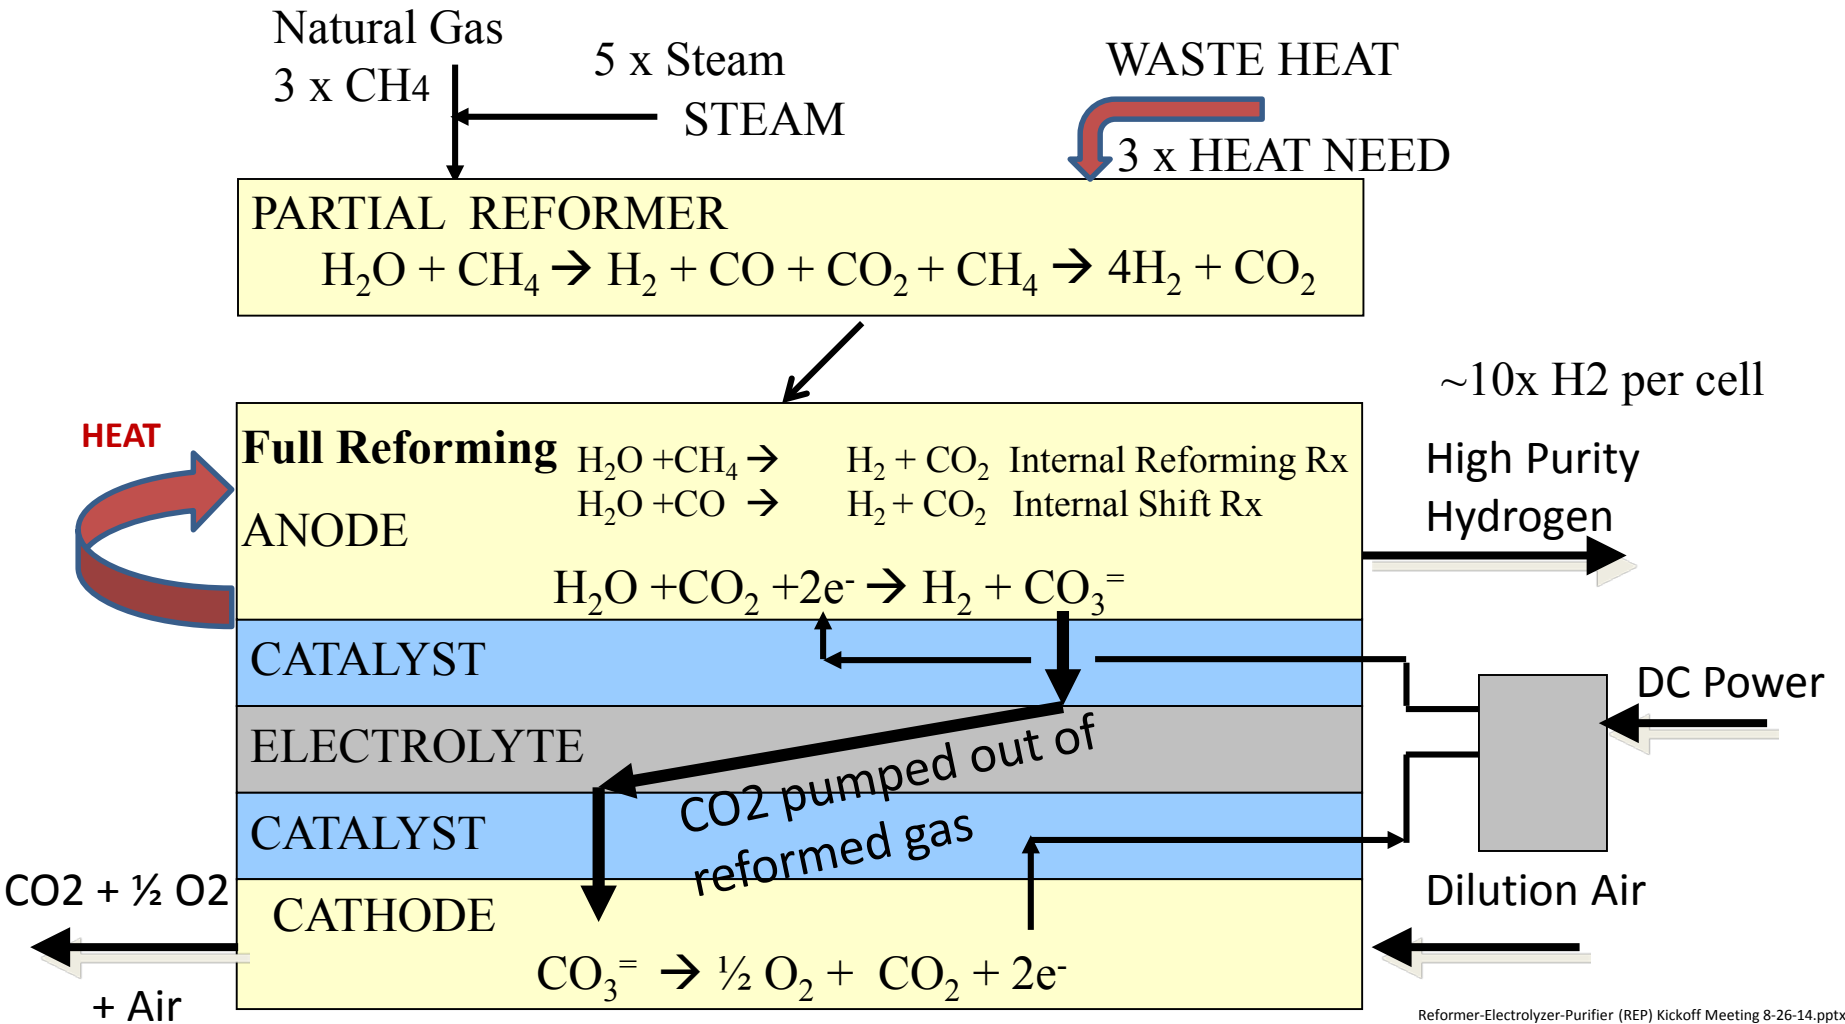 Natural Gas
3 x CH4
5 x Steam
STEAM
WASTE HEAT
3 x HEAT NEED
PARTIAL REFORMER
H₂O + CH₄ → H₂ + CO + CO₂ + CH₄ → 4H₂ + CO₂
~10x H2 per cell
HEAT
Full Reforming
H₂O +CH₄ → H₂ + CO₂ Internal Reforming Rx
H₂O +CO → H₂ + CO₂ Internal Shift Rx
ANODE
H₂O +CO₂ +2e⁻ → H₂ + CO₃⁼
High Purity
Hydrogen
CATALYST
DC Power
ELECTROLYTE
CO2 pumped out of
reformed gas
CATALYST
CO2 + ½ O2
+ Air
CATHODE
CO₃⁼ → ½ O₂ + CO₂ + 2e⁻
Dilution Air
Reformer-Electrolyzer-Purifier (REP) Kickoff Meeting 8-26-14.pptx